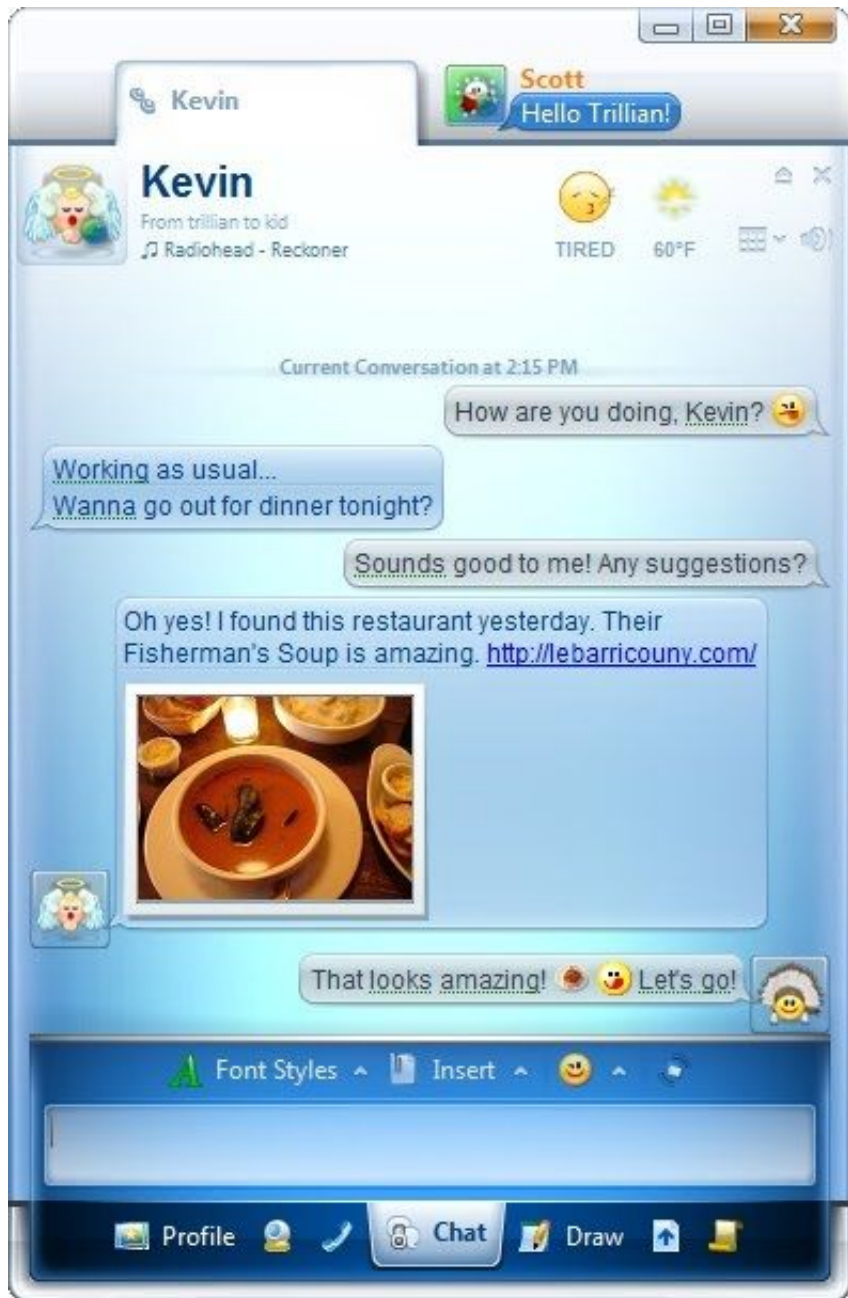 Kevin
Scott
Hello Trillian!
Kevin
From trillian to kid
Radiohead - Reckoner
TIRED
60°F
Current Conversation at 2:15 PM
How are you doing, Kevin?
Working as usual...
Wanna go out for dinner tonight?
Sounds good to me! Any suggestions?
Oh yes! I found this restaurant yesterday. Their
Fisherman's Soup is amazing. http://lebarricouny.com/
That looks amazing! Let's go!
Font Styles
Insert
Profile
Chat
Draw